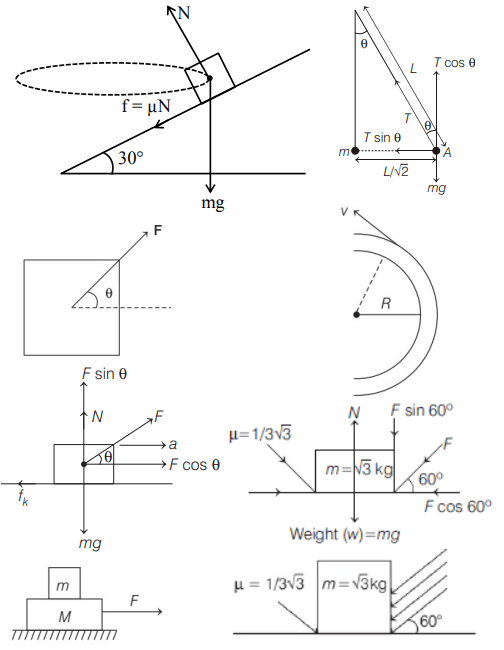 N
f = μN
30°
mg
θ
L
T cos θ
T
θ
T sin θ
m
A
L/√2
mg
F
θ
v
R
F sin θ
N
F
a
θ
F cos θ
fk
mg
N
F sin 60°
μ=1/3√3
F
m=√3 kg
60°
F cos 60°
Weight (w)=mg
m
M
F
μ = 1/3√3
m=√3kg
60°